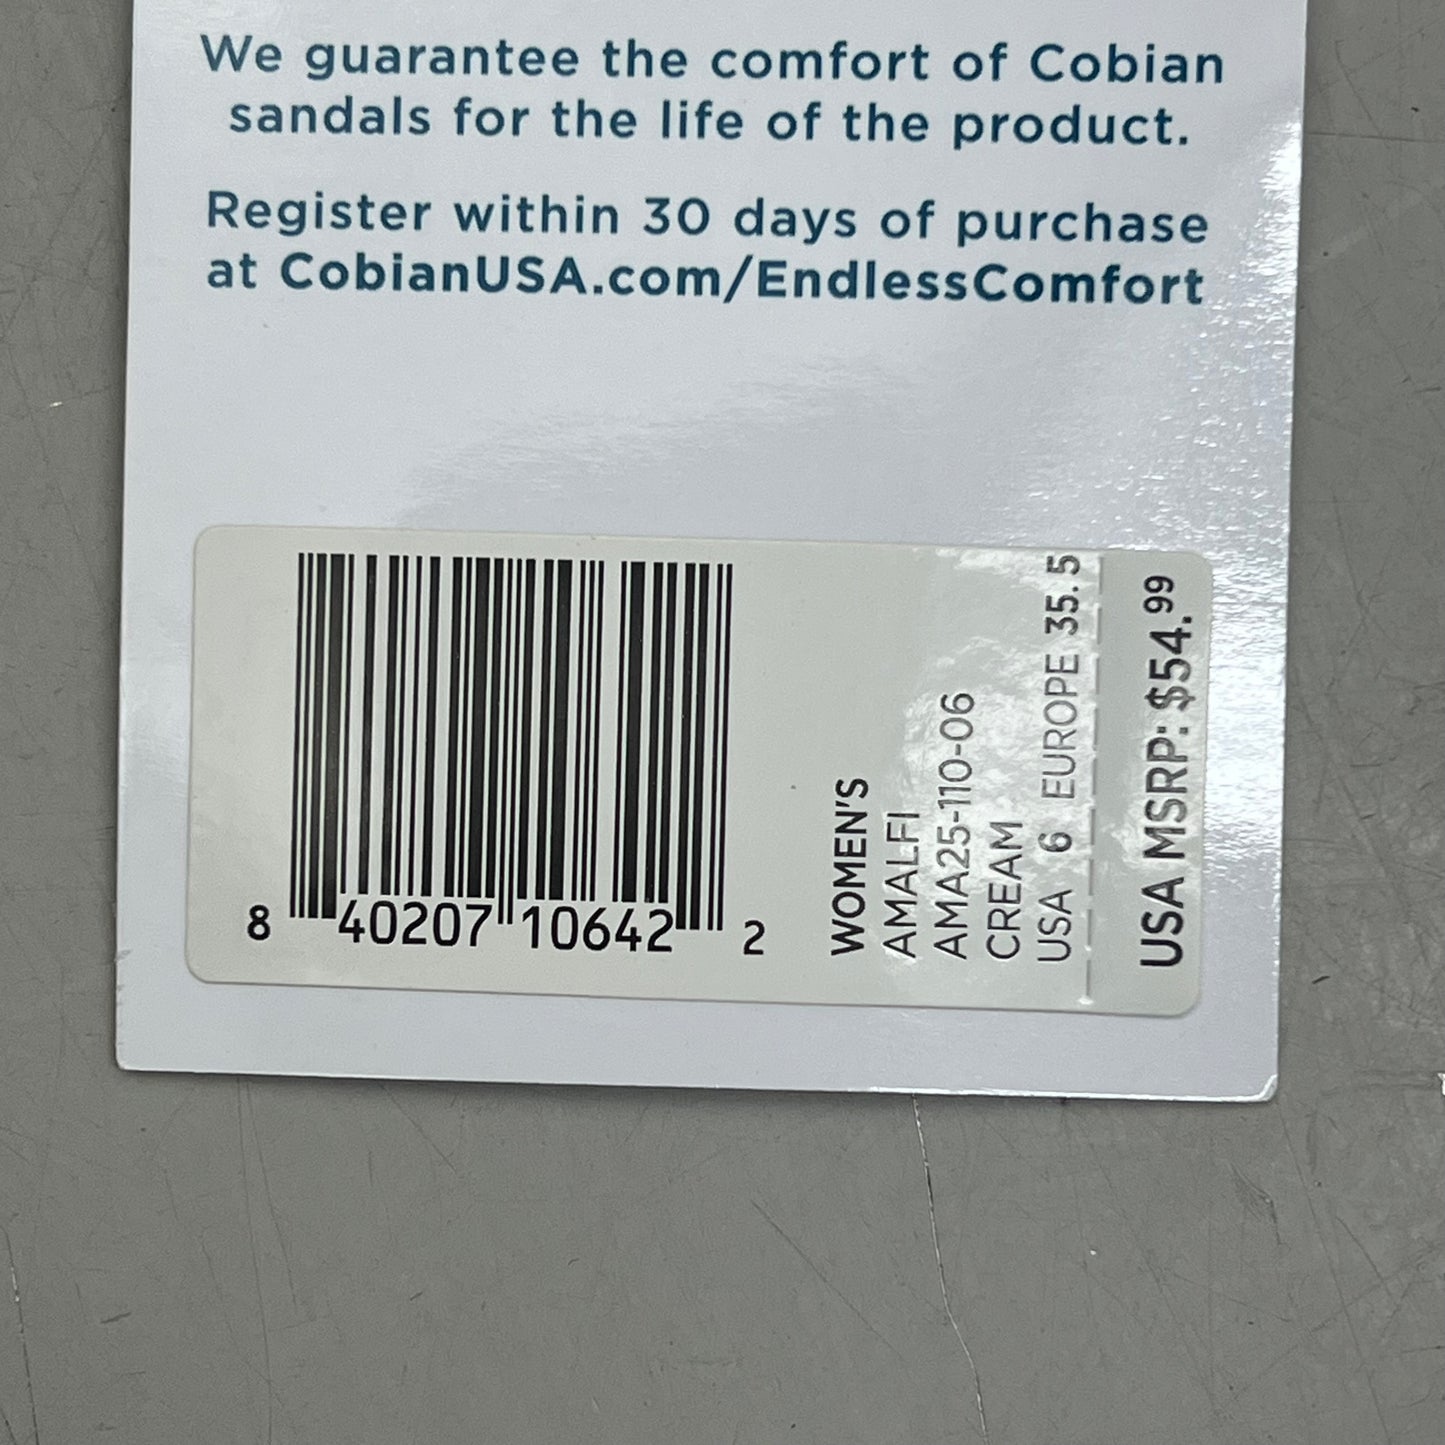 We guarantee the comfort of Cobian
sandals for the life of the product.
Register within 30 days of purchase
at CobianUSA.com/EndlessComfort
8 40207 10642 2
WOMEN'S
AMALFI
AMA25-110-06
CREAM
USA 6 EUROPE 35.5
USA MSRP: $54.99